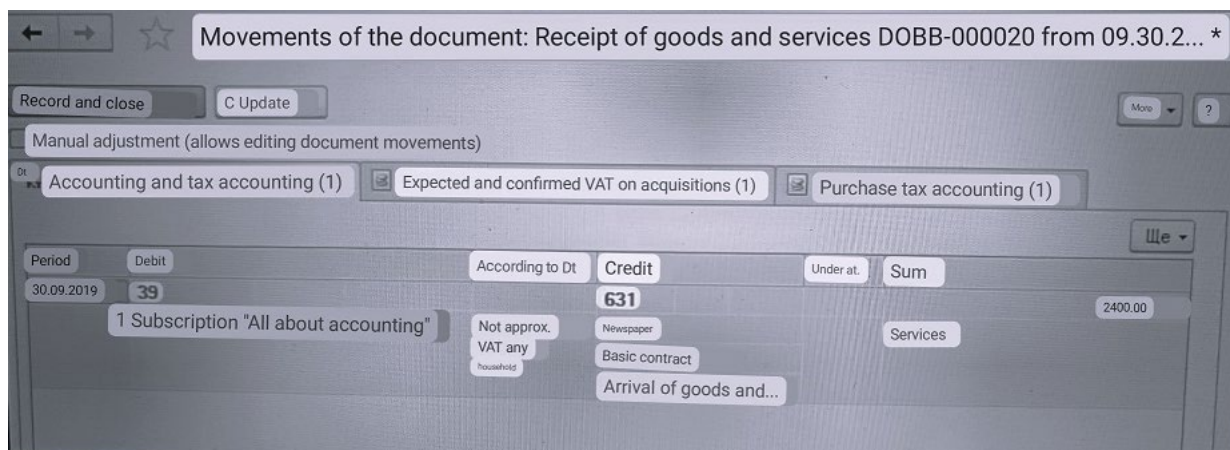 Movements of the document: Receipt of goods and services DOBB-000020 from 09.30.2... *
Record and close C Update More ?
Manual adjustment (allows editing document movements)
Dt Accounting and tax accounting (1) Expected and confirmed VAT on acquisitions (1) Purchase tax accounting (1)
Ще
Period Debit According to Dt Credit Under at. Sum
30.09.2019 39 631 2400.00
1 Subscription "All about accounting" Not approx. Newspaper Services
VAT any Basic contract
household Arrival of goods and...